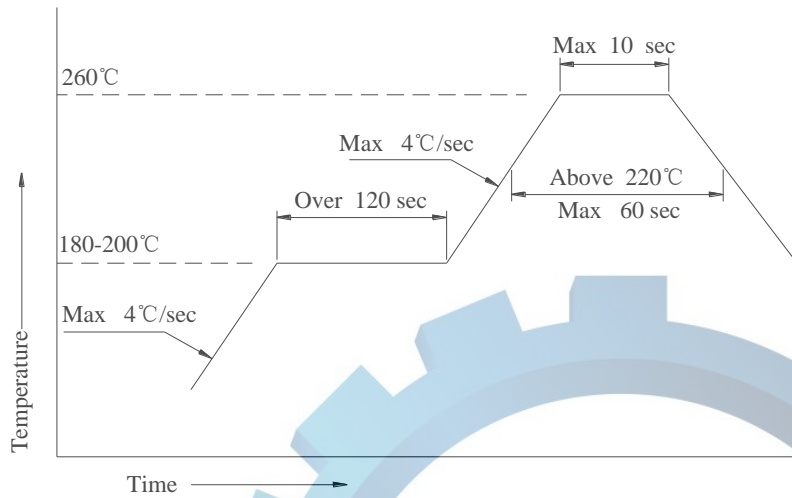 Max 10 sec
260℃
Max 4℃/sec
Above 220℃
Max 60 sec
Over 120 sec
180-200℃
Max 4℃/sec
Temperature
Time